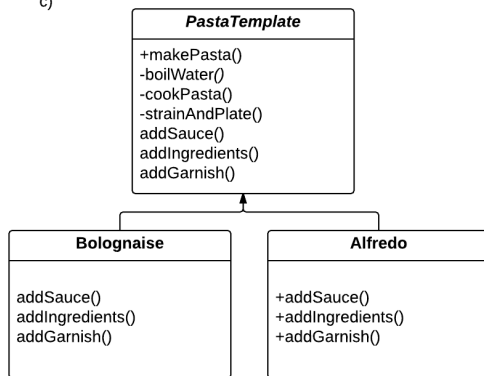 c)
PastaTemplate
+makePasta()
-boilWater()
-cookPasta()
-strainAndPlate()
addSauce()
addIngredients()
addGarnish()
Bolognaise
addSauce()
addIngredients()
addGarnish()
Alfredo
+addSauce()
+addIngredients()
+addGarnish()